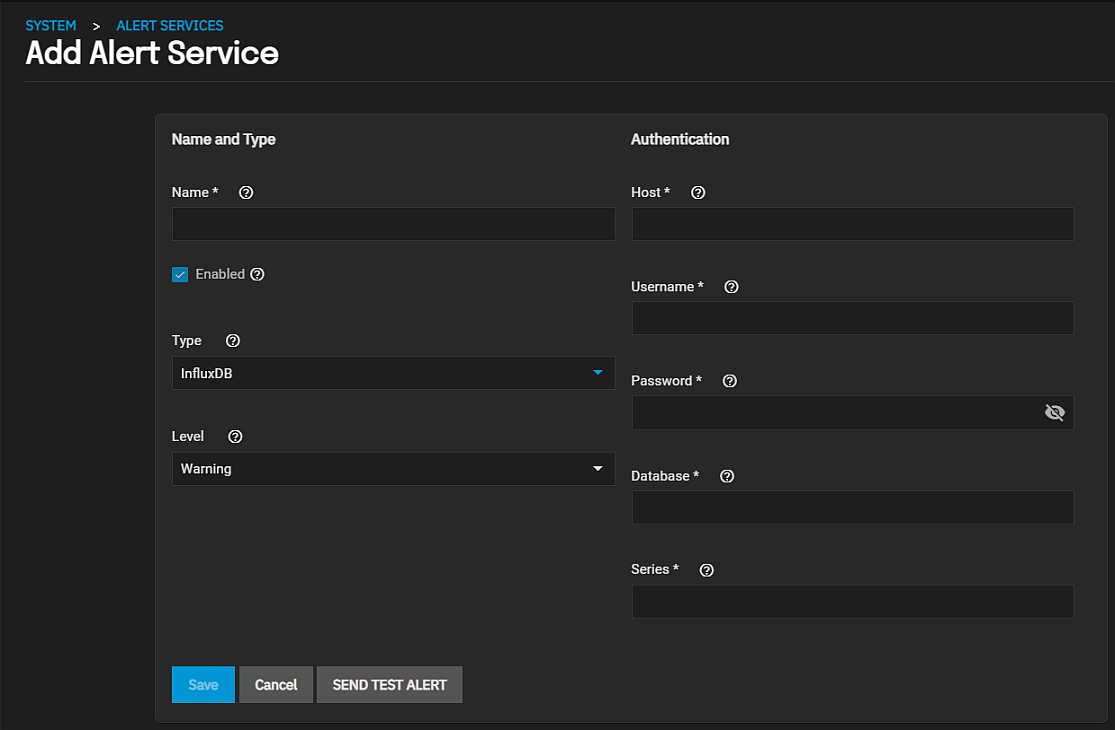 SYSTEM > ALERT SERVICES
Add Alert Service
Name and Type
Name *
Enabled
Type
InfluxDB
Level
Warning
Authentication
Host *
Username *
Password *
Database *
Series *
Save Cancel SEND TEST ALERT